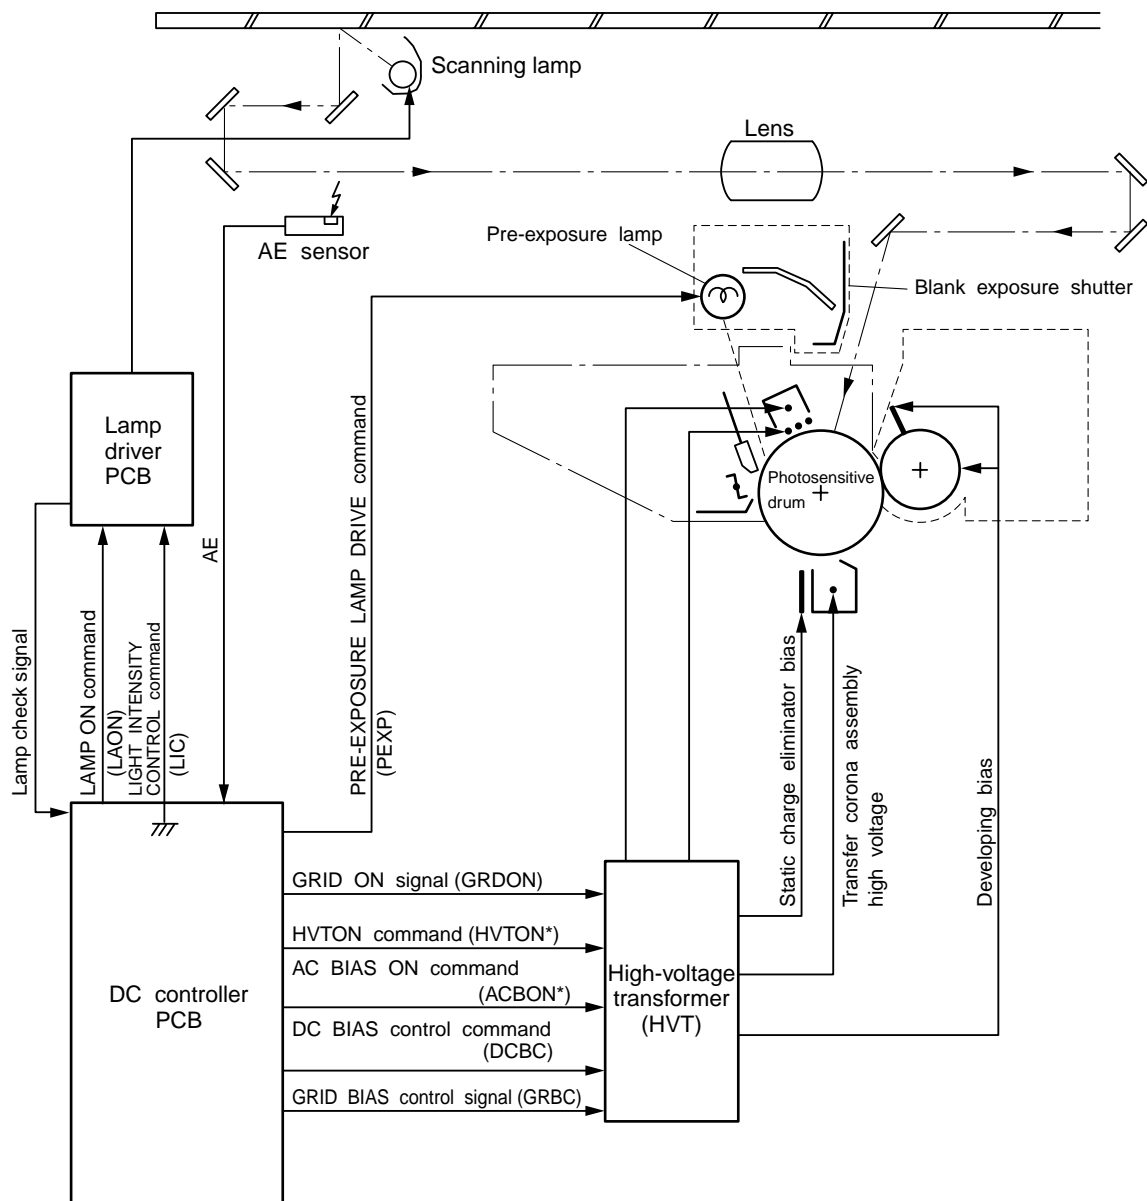 Scanning lamp
Lens
AE sensor
Pre-exposure lamp
Blank exposure shutter
Lamp
driver
PCB
Photosensitive
drum
Lamp check signal
LAMP ON command
(LAON)
LIGHT INTENSITY
CONTROL command
(LIC)
AE
PRE-EXPOSURE LAMP DRIVE command
(PEXP)
Static charge eliminator bias
Transfer corona assembly
high voltage
Developing bias
DC controller
PCB
GRID ON signal (GRDON)
HVTON command (HVTON*)
AC BIAS ON command
(ACBON*)
DC BIAS control command
(DCBC)
GRID BIAS control signal (GRBC)
High-voltage
transformer
(HVT)